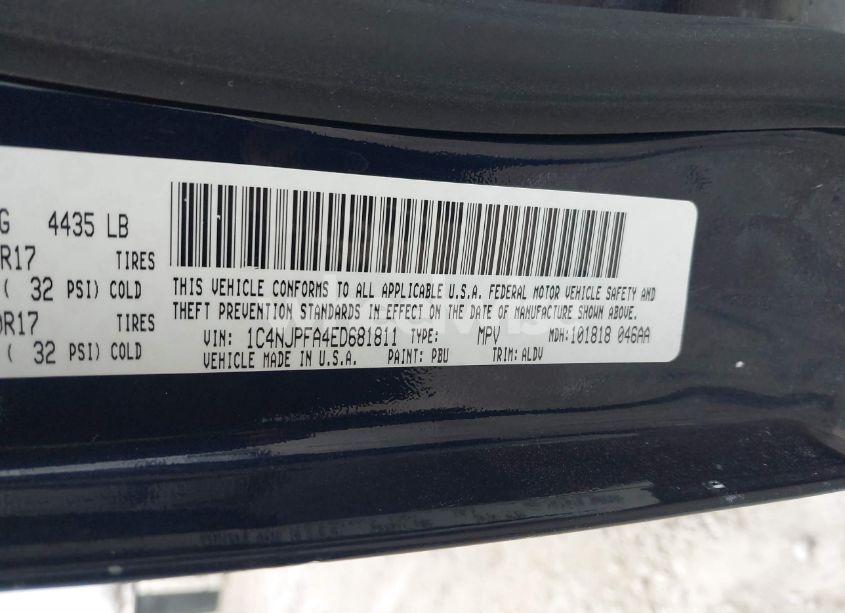 G 4435 LB
R17 TIRES
( 32 PSI) COLD
0R17 TIRES
( 32 PSI) COLD
THIS VEHICLE CONFORMS TO ALL APPLICABLE U.S.A. FEDERAL MOTOR VEHICLE SAFETY AND
THEFT PREVENTION STANDARDS IN EFFECT ON THE DATE OF MANUFACTURE SHOWN ABOVE.
VIN: 1C4NJPFA4ED681811 TYPE: MPV MDH: 101818 046AA
VEHICLE MADE IN U.S.A. PAINT: PBU TRIM: ALDV